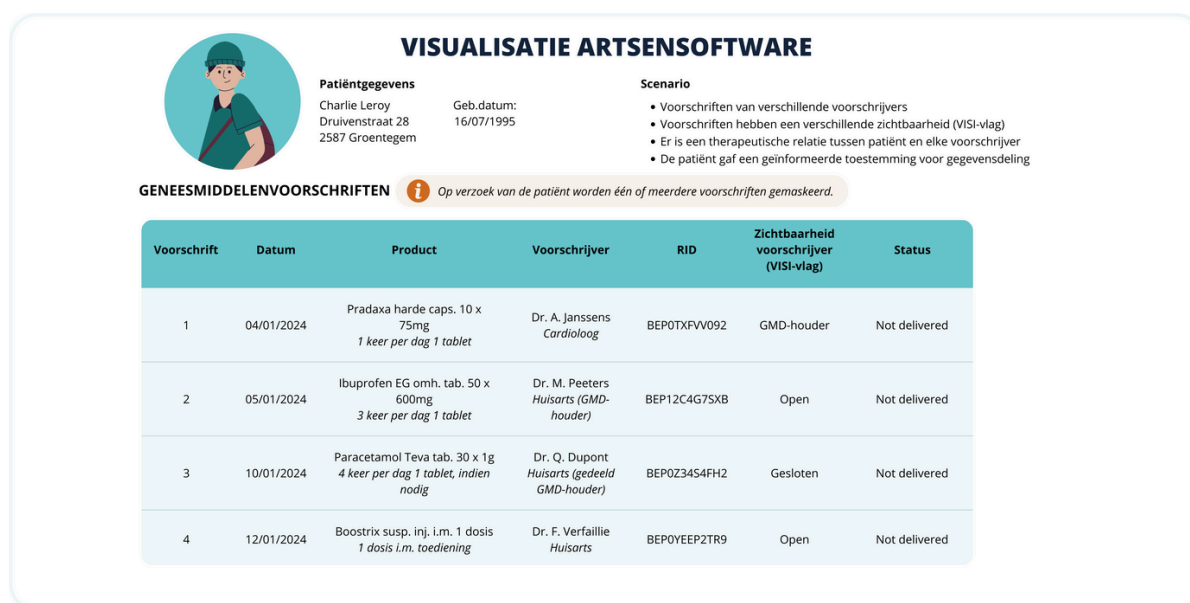 VISUALISATIE ARTSENSOFTWARE
Patiëntgegevens
Charlie Leroy
Druivenstraat 28
2587 Groentegem
Geb.datum:
16/07/1995
Scenario
• Voorschriften van verschillende voorschrijvers
• Voorschriften hebben een verschillende zichtbaarheid (VISI-vlag)
• Er is een therapeutische relatie tussen patiënt en elke voorschrijver
• De patiënt gaf een geïnformeerde toestemming voor gegevensdeling
GENEESMIDDELENVOORSCHRIFTEN
i Op verzoek van de patiënt worden één of meerdere voorschriften gemaskeerd.
Voorschrift
Datum
Product
Voorschrijver
RID
Zichtbaarheid
voorschrijver
(VISI-vlag)
Status
1
04/01/2024
Pradaxa harde caps. 10 x
75mg
1 keer per dag 1 tablet
Dr. A. Janssens
Cardioloog
BEP0TXFVV092
GMD-houder
Not delivered
2
05/01/2024
Ibuprofen EG omh. tab. 50 x
600mg
3 keer per dag 1 tablet
Dr. M. Peeters
Huisarts (GMD-
houder)
BEP12C4G7SXB
Open
Not delivered
3
10/01/2024
Paracetamol Teva tab. 30 x 1g
4 keer per dag 1 tablet, indien
nodig
Dr. Q. Dupont
Huisarts (gedeeld
GMD-houder)
BEP0Z34S4FH2
Gesloten
Not delivered
4
12/01/2024
Boostrix susp. inj. i.m. 1 dosis
1 dosis i.m. toediening
Dr. F. Verfaillie
Huisarts
BEP0YEEP2TR9
Open
Not delivered